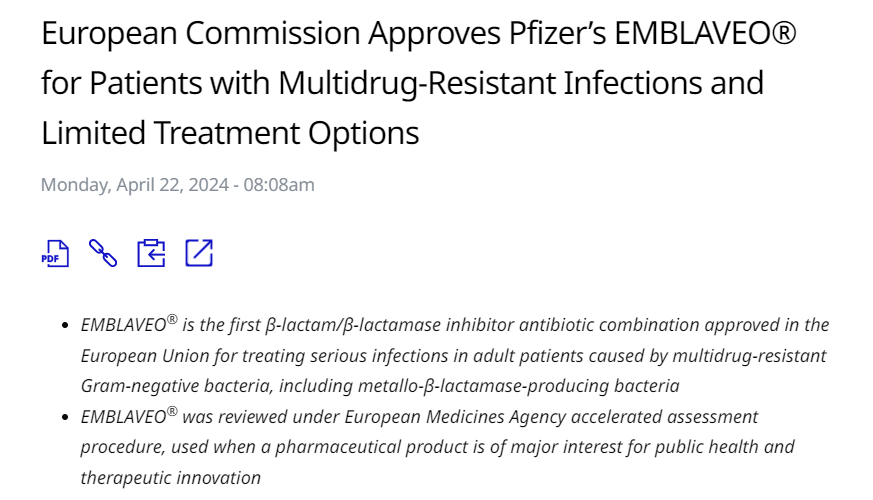 European Commission Approves Pfizer’s EMBLAVEO®
for Patients with Multidrug-Resistant Infections and
Limited Treatment Options
Monday, April 22, 2024 - 08:08am
PDF
• EMBLAVEO® is the first β-lactam/β-lactamase inhibitor antibiotic combination approved in the
European Union for treating serious infections in adult patients caused by multidrug-resistant
Gram-negative bacteria, including metallo-β-lactamase-producing bacteria
• EMBLAVEO® was reviewed under European Medicines Agency accelerated assessment
procedure, used when a pharmaceutical product is of major interest for public health and
therapeutic innovation